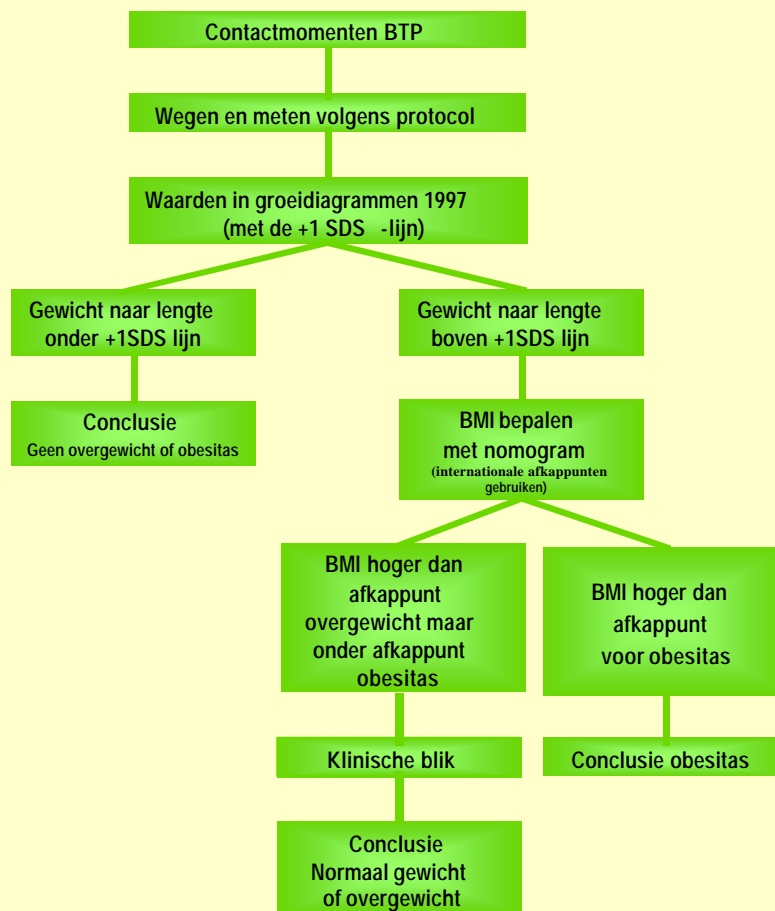 Contactmomenten BTP
Wegen en meten volgens protocol
Waarden in groeidiagrammen 1997
(met de +1 SDS -lijn)
Gewicht naar lengte
onder +1SDS lijn
Gewicht naar lengte
boven +1SDS lijn
Conclusie
Geen overgewicht of obesitas
BMI bepalen
met nomogram
(internationale afkappunten
gebruiken)
BMI hoger dan
afkappunt
overgewicht maar
onder afkappunt
obesitas
BMI hoger dan
afkappunt
voor obesitas
Klinische blik
Conclusie obesitas
Conclusie
Normaal gewicht
of overgewicht